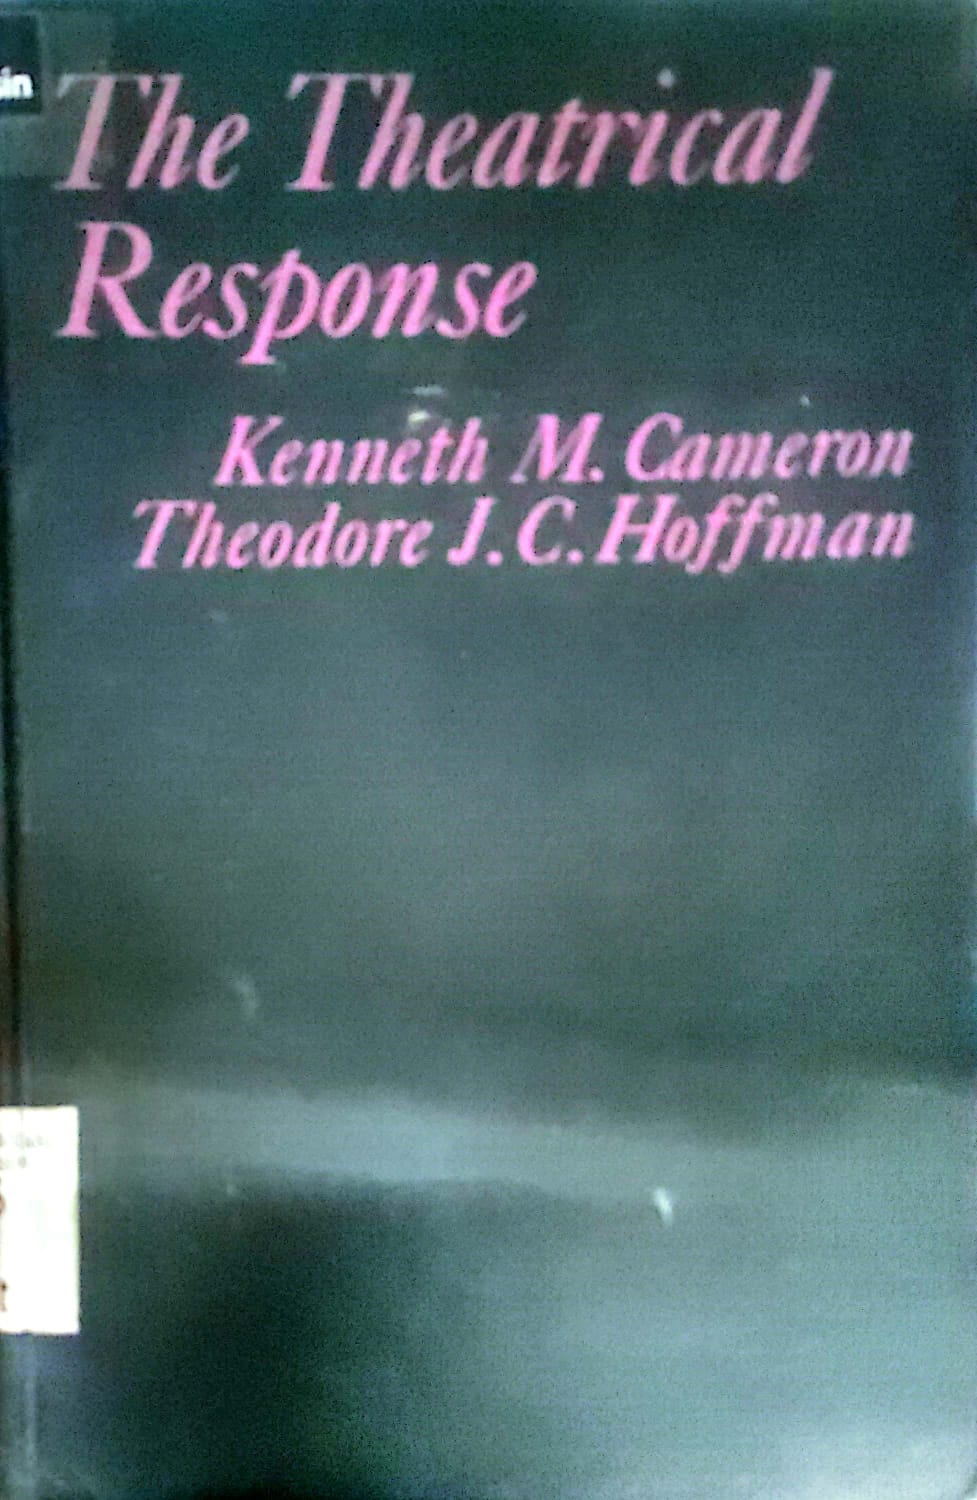 The Theatrical
Response
Kenneth M. Cameron
Theodore J. C. Hoffman